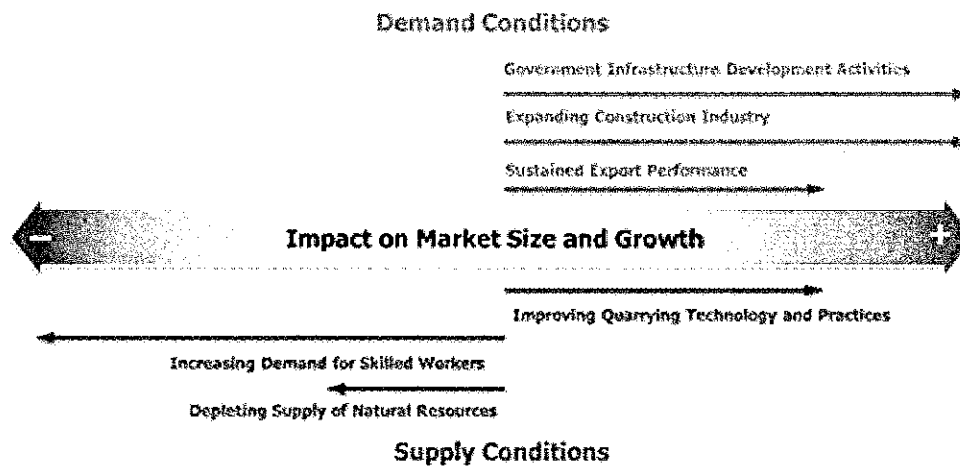 Demand Conditions
Government Infrastructure Development Activities
Expanding Construction Industry
Sustained Export Performance
− Impact on Market Size and Growth +
Improving Quarrying Technology and Practices
Increasing Demand for Skilled Workers
Depleting Supply of Natural Resources
Supply Conditions